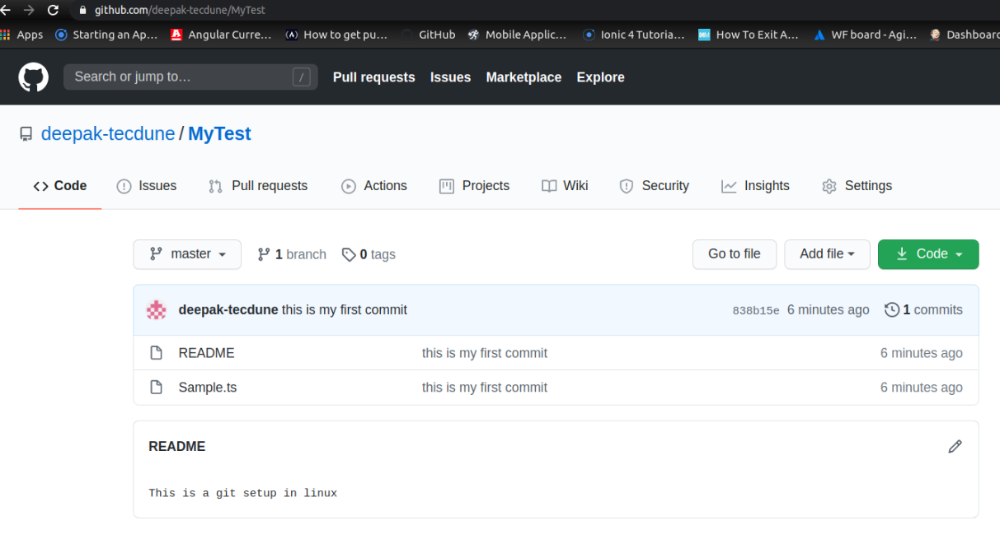 github.com/deepak-tecdune/MyTest
Apps Starting an Ap... Angular Curre... How to get pu... GitHub Mobile Applic... Ionic 4 Tutoria... How To Exit A... WF board - Agi... Dashboard
Search or jump to... / Pull requests Issues Marketplace Explore
deepak-tecdune / MyTest
Code Issues Pull requests Actions Projects Wiki Security Insights Settings
master 1 branch 0 tags Go to file Add file Code
deepak-tecdune this is my first commit 838b15e 6 minutes ago 1 commits
README this is my first commit 6 minutes ago
Sample.ts this is my first commit 6 minutes ago
README
This is a git setup in linux